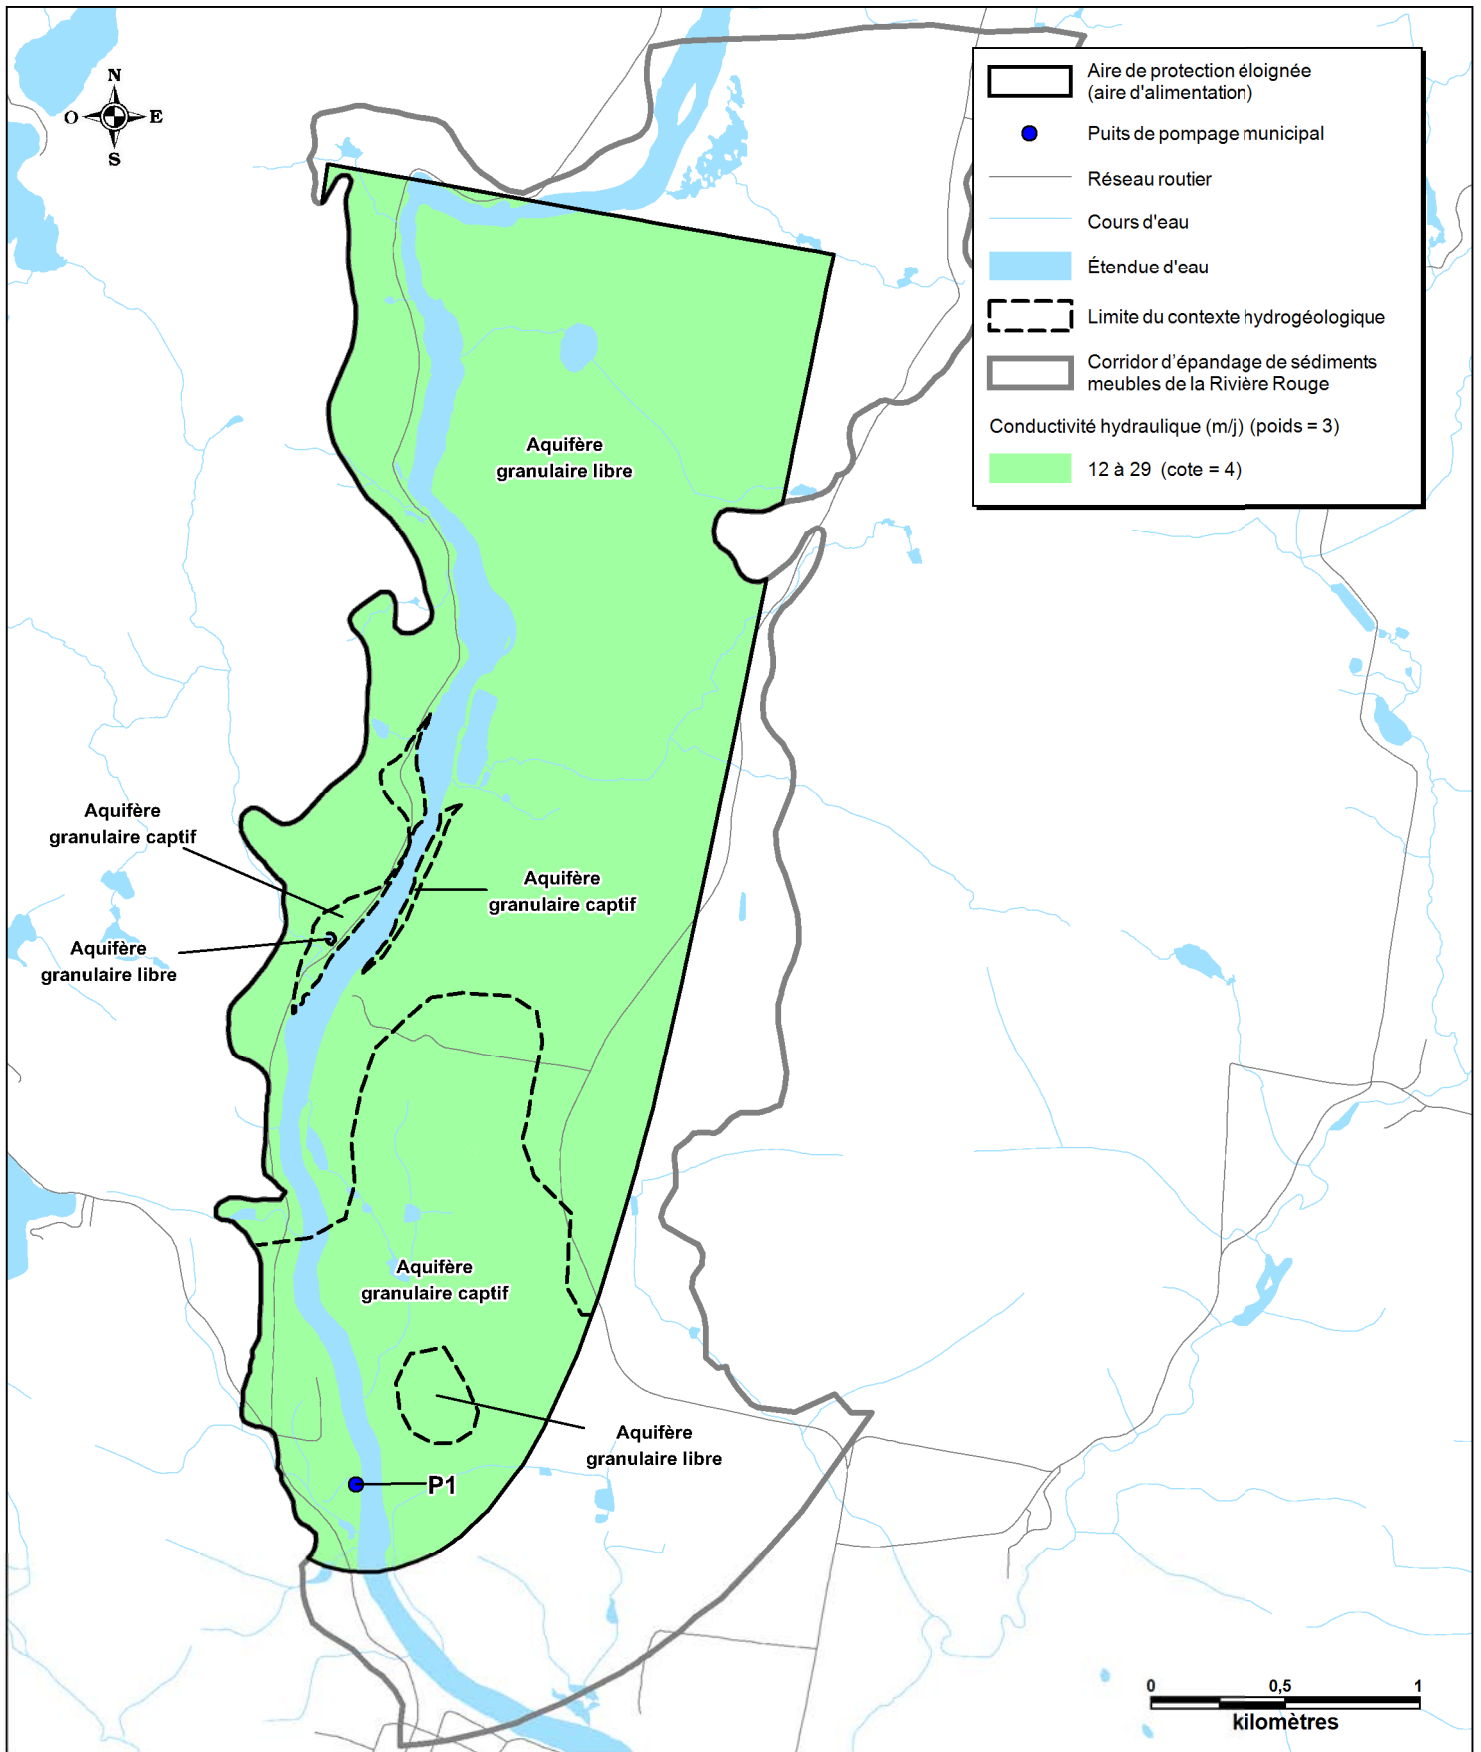 N
O
E
S
Aire de protection éloignée
(aire d'alimentation)
Puits de pompage municipal
Réseau routier
Cours d'eau
Étendue d'eau
Limite du contexte hydrogéologique
Corridor d'épandage de sédiments
meubles de la Rivière Rouge
Conductivité hydraulique (m/j) (poids = 3)
12 à 29 (cote = 4)
Aquifère
granulaire libre
Aquifère
granulaire captif
Aquifère
granulaire captif
Aquifère
granulaire libre
Aquifère
granulaire captif
Aquifère
granulaire libre
P1
0
0,5
1
kilomètres